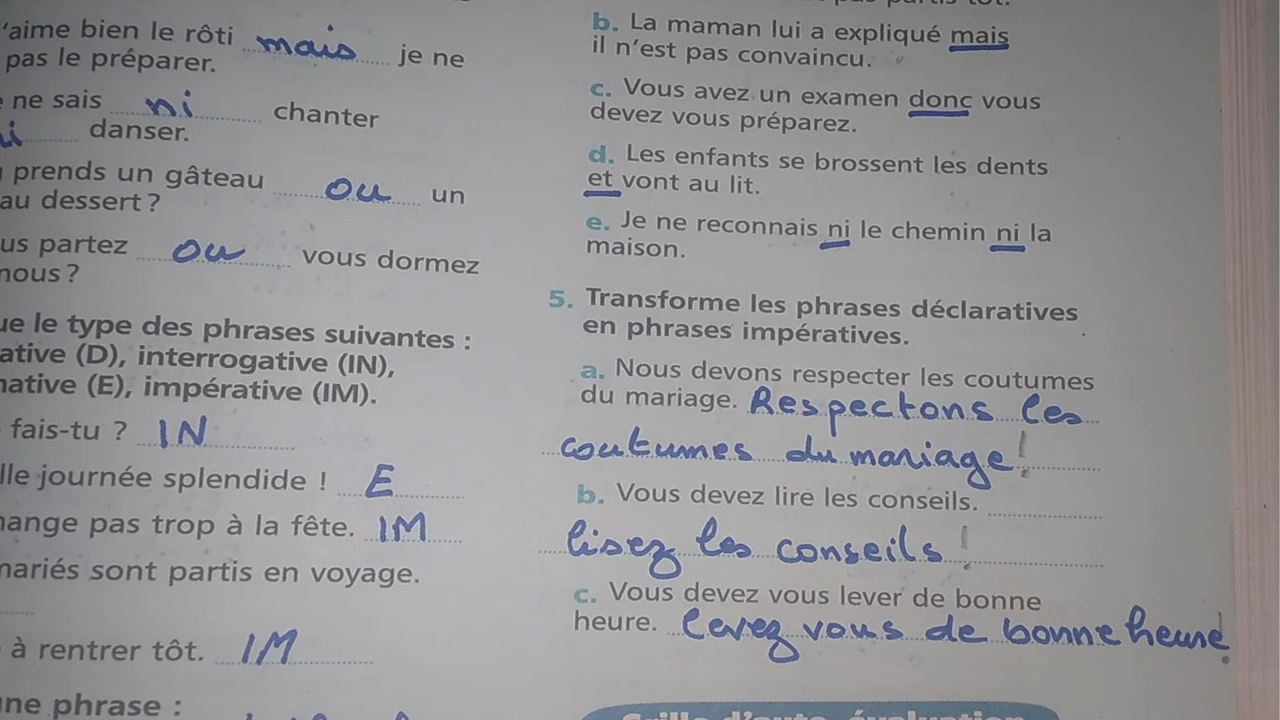 'aime bien le rôti mais je ne
pas le préparer.
ne sais ni chanter
ni danser.
prends un gâteau ou un
au dessert ?
us partez ou vous dormez
nous ?
ue le type des phrases suivantes :
ative (D), interrogative (IN),
native (E), impérative (IM).
fais-tu ? IN
lle journée splendide ! E
ange pas trop à la fête. IM
mariés sont partis en voyage.
à rentrer tôt. IM
une phrase :
b. La maman lui a expliqué mais
il n'est pas convaincu.
c. Vous avez un examen donc vous
devez vous préparez.
d. Les enfants se brossent les dents
et vont au lit.
e. Je ne reconnais ni le chemin ni la
maison.
5. Transforme les phrases déclaratives
en phrases impératives.
a. Nous devons respecter les coutumes
du mariage. Respectons les
coutumes du mariage !
b. Vous devez lire les conseils.
lisez les conseils !
c. Vous devez vous lever de bonne
heure. levez vous de bonne heure !